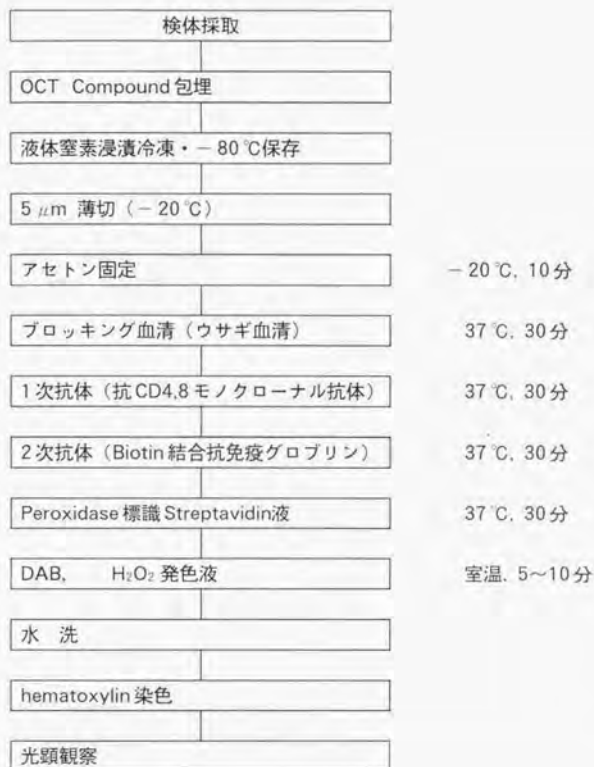 検体採取
OCT Compound 包埋
液体窒素浸漬冷凍・－80℃保存
5 μm 薄切（－20℃）
アセトン固定 －20℃, 10分
ブロッキング血清（ウサギ血清） 37℃, 30分
1次抗体（抗CD4,8モノクローナル抗体） 37℃, 30分
2次抗体（Biotin結合抗免疫グロブリン） 37℃, 30分
Peroxidase標識Streptavidin液 37℃, 30分
DAB, H₂O₂発色液 室温、5～10分
水 洗
hematoxylin染色
光顕観察